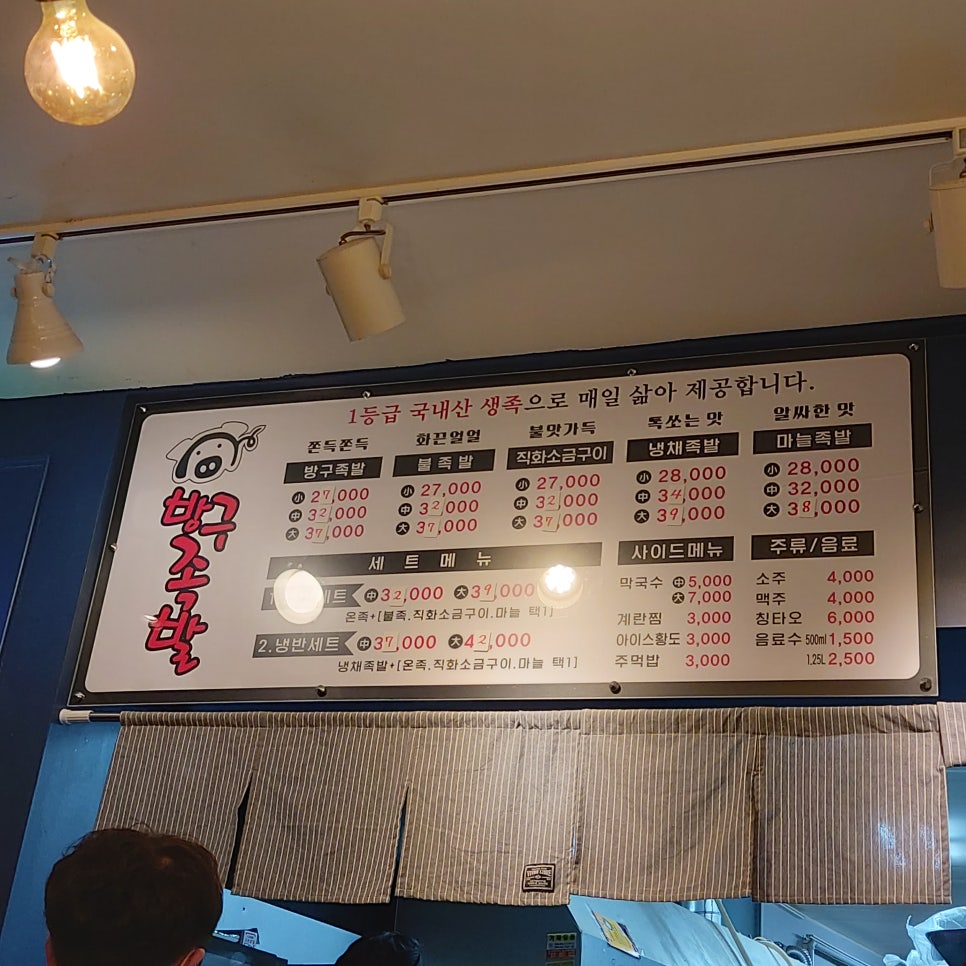 1등급 국내산 생족으로 매일 삶아 제공합니다.
방구
족
발
쫀득쫀득 화끈얼얼 불맛가득 톡쏘는 맛 알싸한 맛
방구족발 불족발 직화소금구이 냉채족발 마늘족발
小 27,000 小 27,000 小 27,000 小 28,000 小 28,000
中 32,000 中 32,000 中 32,000 中 34,000 中 32,000
大 37,000 大 37,000 大 37,000 大 39,000 大 38,000
세트메뉴
세트 中 32,000 大 39,000
온족+[불족.직화소금구이.마늘 택1]
2.냉반세트 中 37,000 大 42,000
냉채족발+[온족.직화소금구이.마늘 택1]
사이드메뉴
막국수 中 5,000
大 7,000
계란찜 3,000
아이스황도 3,000
주먹밥 3,000
주류/음료
소주 4,000
맥주 4,000
칭타오 6,000
음료수 500ml 1,500
1.25L 2,500